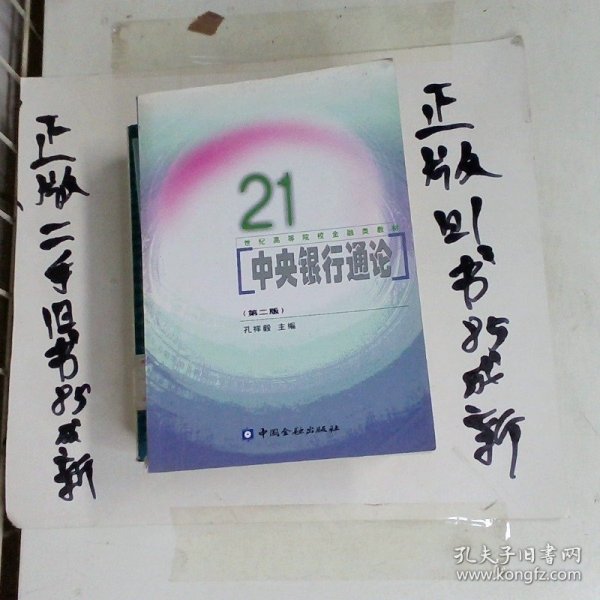 正版二手旧书85成新
21
世纪高等院校金融类教材
[中央银行通论]
(第二版)
孔祥毅 主编
中国金融出版社
正版旧书85成新
孔夫子旧书网
www.kongfz.com